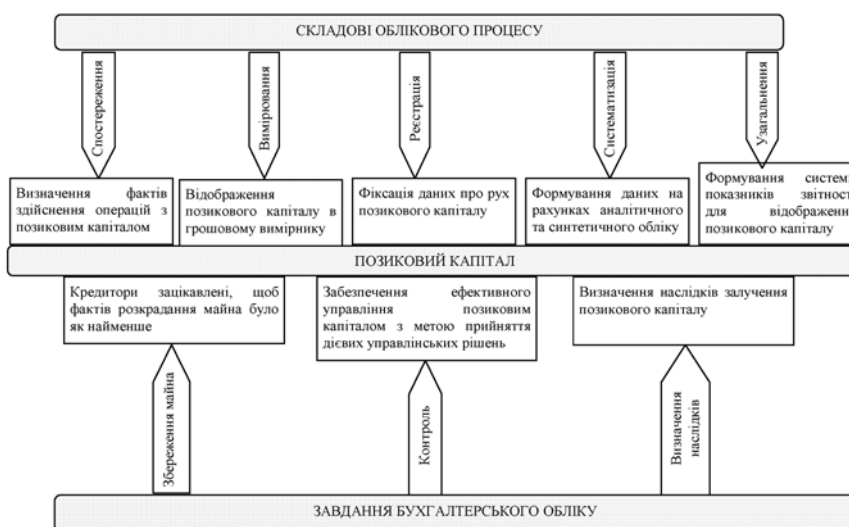 СКЛАДОВІ ОБЛІКОВОГО ПРОЦЕСУ
Спостереження
Вимірювання
Реєстрація
Систематизація
Узагальнення
Визначення фактів
здійснення операцій з
позиковим капіталом
Відображення
позикового капіталу в
грошовому вимірнику
Фіксація даних про рух
позикового капіталу
Формування даних на
рахунках аналітичного
та синтетичного обліку
Формування систем
показників звітност
для відображенн
позикового капіталу
ПОЗИКОВИЙ КАПІТАЛ
Кредитори зацікавлені, щоб
фактів розкрадання майна було
як найменше
Забезпечення ефективного
управління позиковим
капіталом з метою прийняття
дієвих управлінських рішень
Визначення наслідків залучення
позикового капіталу
Збереження майна
Контроль
Визначення
наслідків
ЗАВДАННЯ БУХГАЛТЕРСЬКОГО ОБЛІКУ